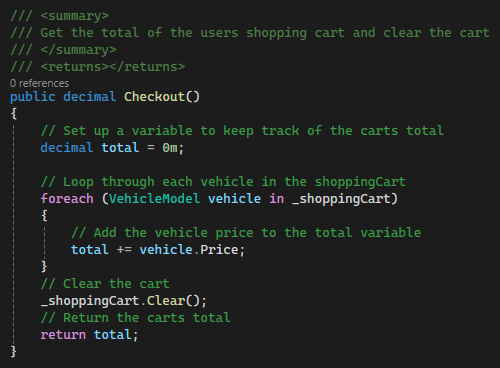 /// <summary>
/// Get the total of the users shopping cart and clear the cart
/// </summary>
/// <returns></returns>
0 references
public decimal Checkout()
{
    // Set up a variable to keep track of the carts total
    decimal total = 0m;

    // Loop through each vehicle in the shoppingCart
    foreach (VehicleModel vehicle in _shoppingCart)
    {
        // Add the vehicle price to the total variable
        total += vehicle.Price;
    }
    // Clear the cart
    _shoppingCart.Clear();
    // Return the carts total
    return total;
}